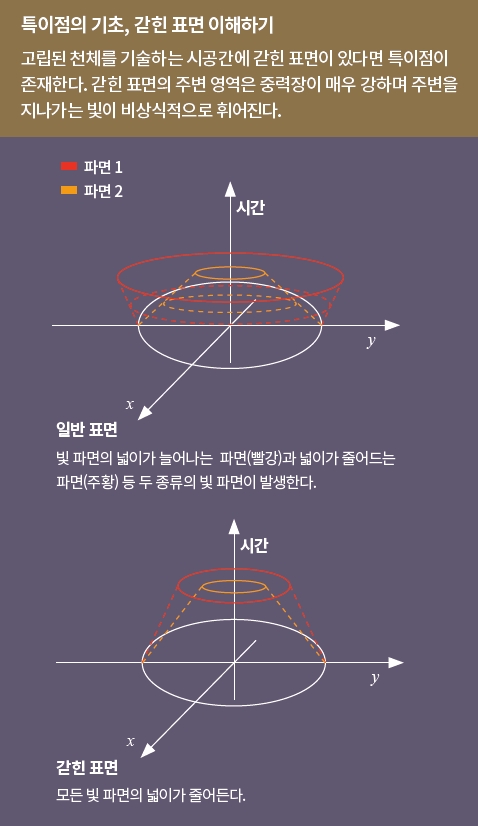 특이점의 기초, 갇힌 표면 이해하기
고립된 천체를 기술하는 시공간에 갇힌 표면이 있다면 특이점이
존재한다. 갇힌 표면의 주변 영역은 중력장이 매우 강하며 주변을
지나가는 빛이 비상식적으로 휘어진다.
파면 1
파면 2
시간
y
x
일반 표면
빛 파면의 넓이가 늘어나는 파면(빨강)과 넓이가 줄어드는
파면(주황) 등 두 종류의 빛 파면이 발생한다.
시간
y
x
갇힌 표면
모든 빛 파면의 넓이가 줄어든다.